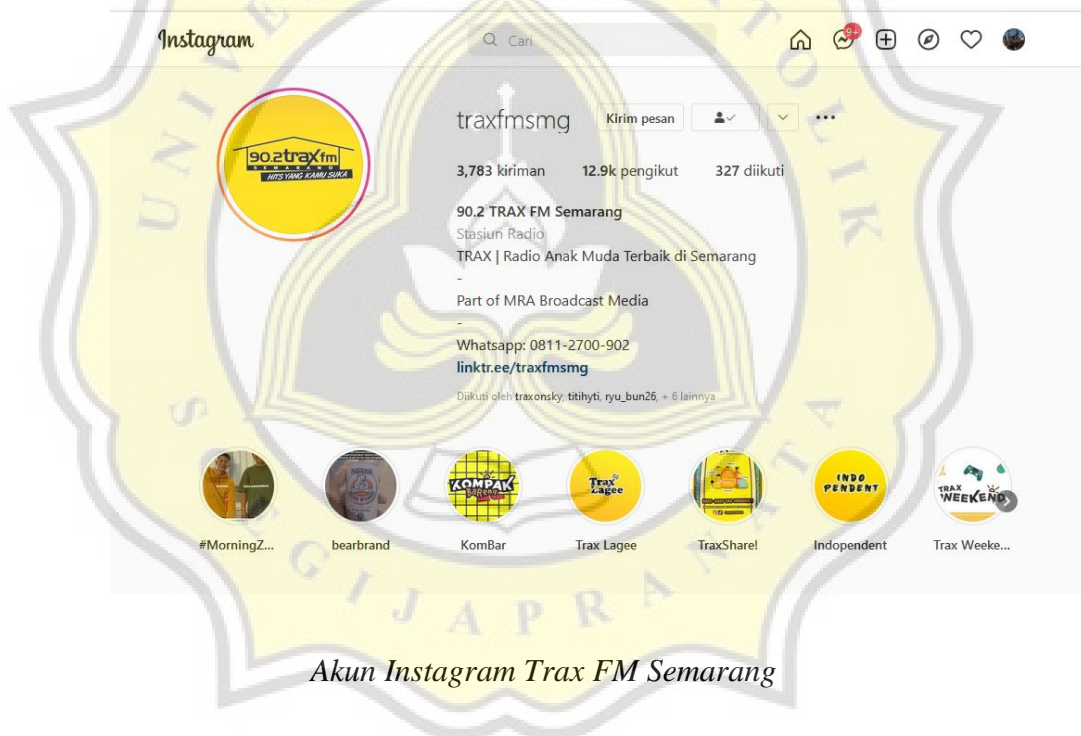 Instagram
Cari
9+
90.2 trax fm
SEMARANG
HITS YANG KAMU SUKA
traxfmsmg
Kirim pesan
3,783 kiriman 12.9k pengikut 327 diikuti
90.2 TRAX FM Semarang
Stasiun Radio
TRAX | Radio Anak Muda Terbaik di Semarang
-
Part of MRA Broadcast Media
-
Whatsapp: 0811-2700-902
linktr.ee/traxfmsmg
Diikuti oleh traxonsky, titihyti, ryu_bun26, + 6 lainnya
KOMPAK
BaReng
Trax
Lagee
INDO
PENDENT
TRAX
WEEKEND
#MorningZ... bearbrand KomBar Trax Lagee TraxShare! Indopendent Trax Weeke...
SOEGIJAPRANATA
Akun Instagram Trax FM Semarang